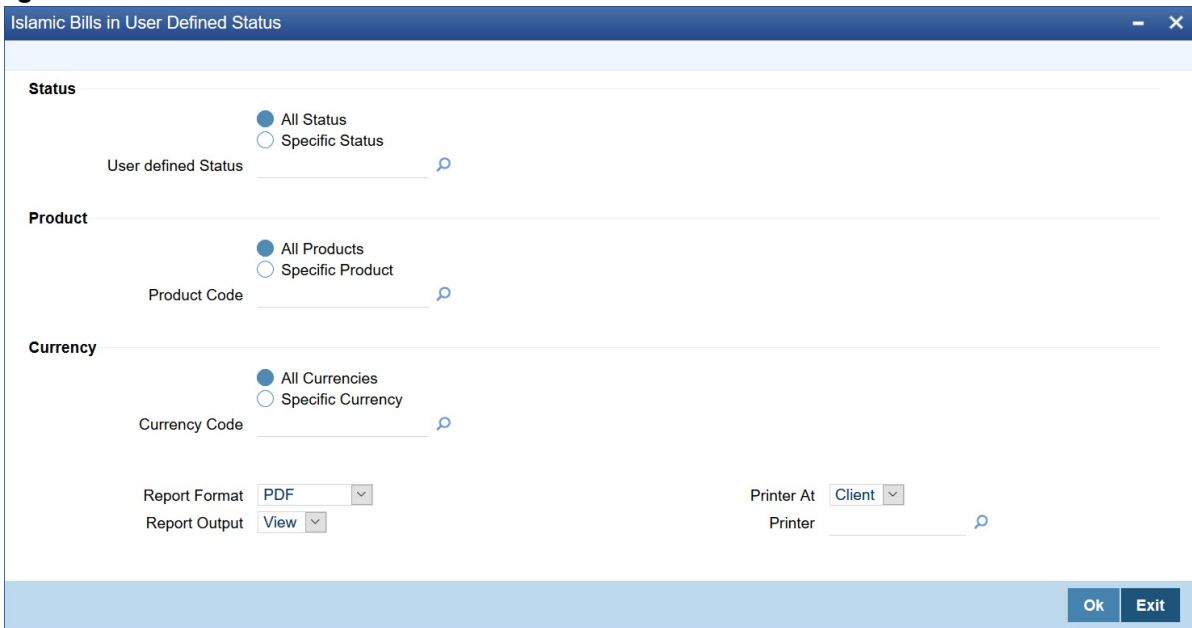 Islamic Bills in User Defined Status
Status
All Status
Specific Status
User defined Status
Product
All Products
Specific Product
Product Code
Currency
All Currencies
Specific Currency
Currency Code
Report Format PDF Printer At Client
Report Output View Printer
Ok Exit